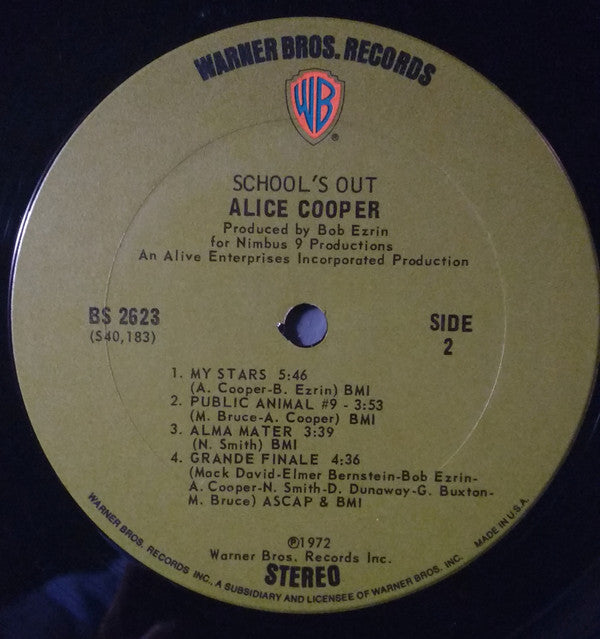 WARNER BROS. RECORDS
WB
®
SCHOOL'S OUT
ALICE COOPER
Produced by Bob Ezrin
for Nimbus 9 Productions
An Alive Enterprises Incorporated Production
BS 2623
(S40,183)
SIDE
2
1. MY STARS 5:46
(A. Cooper-B. Ezrin) BMI
2. PUBLIC ANIMAL #9 - 3:53
(M. Bruce-A. Cooper) BMI
3. ALMA MATER 3:39
(N. Smith) BMI
4. GRANDE FINALE 4:36
(Mack David-Elmer Bernstein-Bob Ezrin-
A. Cooper-N. Smith-D. Dunaway-G. Buxton-
M. Bruce) ASCAP & BMI
℗1972
Warner Bros. Records Inc.
STEREO
WARNER BROS. RECORDS INC., A SUBSIDIARY AND LICENSEE OF WARNER BROS. INC. MADE IN U.S.A.